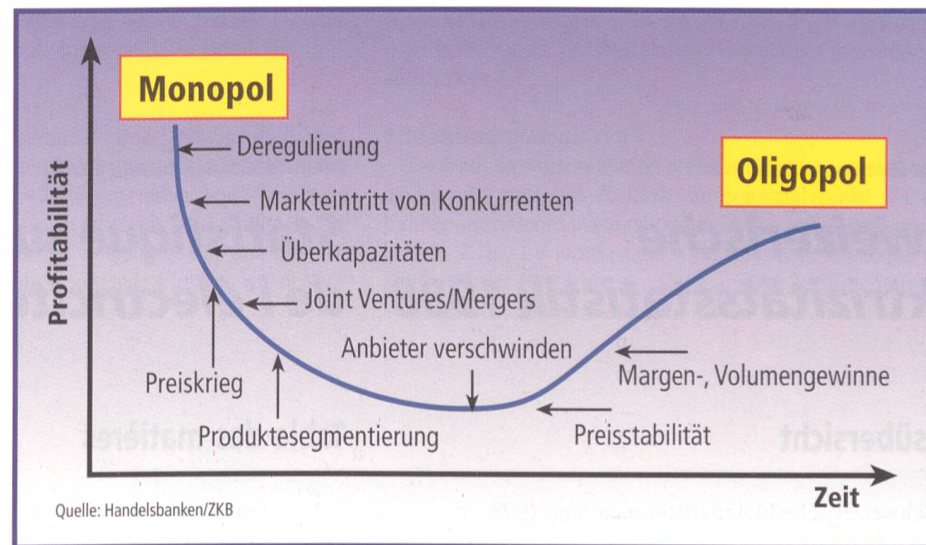 Monopol
Deregulierung
Oligopol
Markteintritt von Konkurrenten
Überkapazitäten
Joint Ventures/Mergers
Anbieter verschwinden
Preiskrieg
Margen-, Volumengewinne
Produktesegmentierung
Preisstabilität
Profitabilität
Zeit
Quelle: Handelsbanken/ZKB